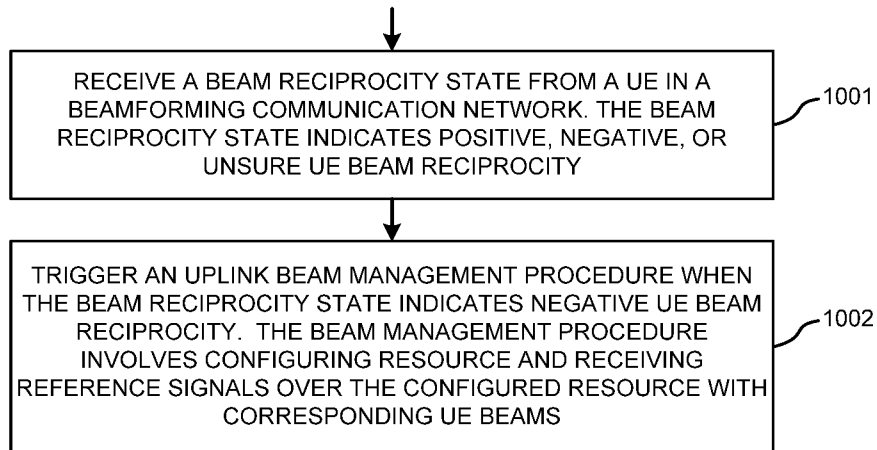 RECEIVE A BEAM RECIPROCITY STATE FROM A UE IN A
BEAMFORMING COMMUNICATION NETWORK. THE BEAM
RECIPROCITY STATE INDICATES POSITIVE, NEGATIVE, OR
UNSURE UE BEAM RECIPROCITY
1001
TRIGGER AN UPLINK BEAM MANAGEMENT PROCEDURE WHEN
THE BEAM RECIPROCITY STATE INDICATES NEGATIVE UE BEAM
RECIPROCITY. THE BEAM MANAGEMENT PROCEDURE
INVOLVES CONFIGURING RESOURCE AND RECEIVING
REFERENCE SIGNALS OVER THE CONFIGURED RESOURCE WITH
CORRESPONDING UE BEAMS
1002